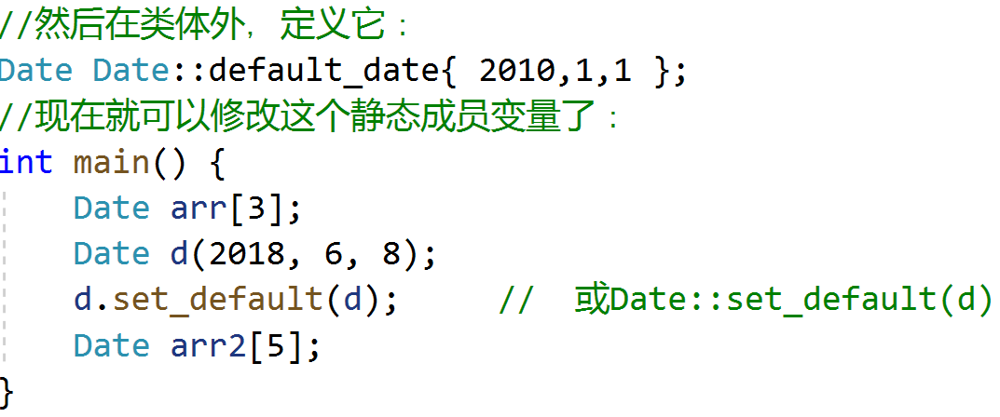 //然后在类体外，定义它：
Date Date::default_date{ 2010,1,1 };
//现在就可以修改这个静态成员变量了：
int main() {
    Date arr[3];
    Date d(2018, 6, 8);
    d.set_default(d);     //  或Date::set_default(d)
    Date arr2[5];
}